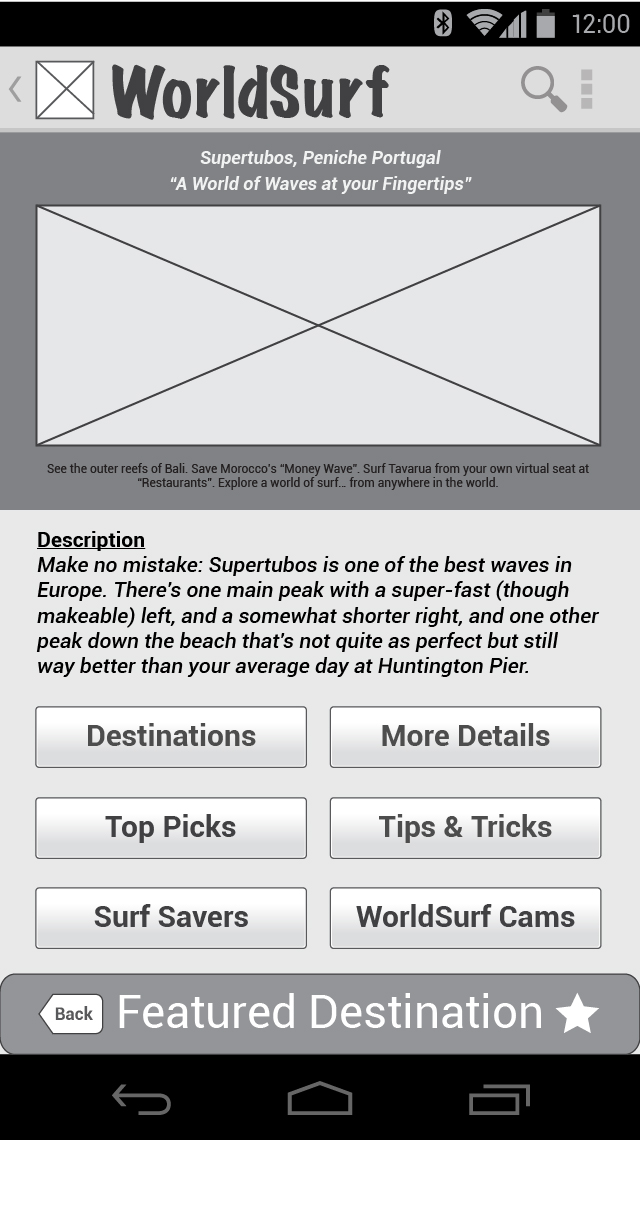 12:00
WorldSurf
Supertubos, Peniche Portugal
“A World of Waves at your Fingertips”
See the outer reefs of Bali. Save Morocco's “Money Wave”. Surf Tavarua from your own virtual seat at
“Restaurants”. Explore a world of surf... from anywhere in the world.
Description
Make no mistake: Supertubos is one of the best waves in
Europe. There's one main peak with a super-fast (though
makeable) left, and a somewhat shorter right, and one other
peak down the beach that's not quite as perfect but still
way better than your average day at Huntington Pier.
Destinations
More Details
Top Picks
Tips & Tricks
Surf Savers
WorldSurf Cams
Back
Featured Destination